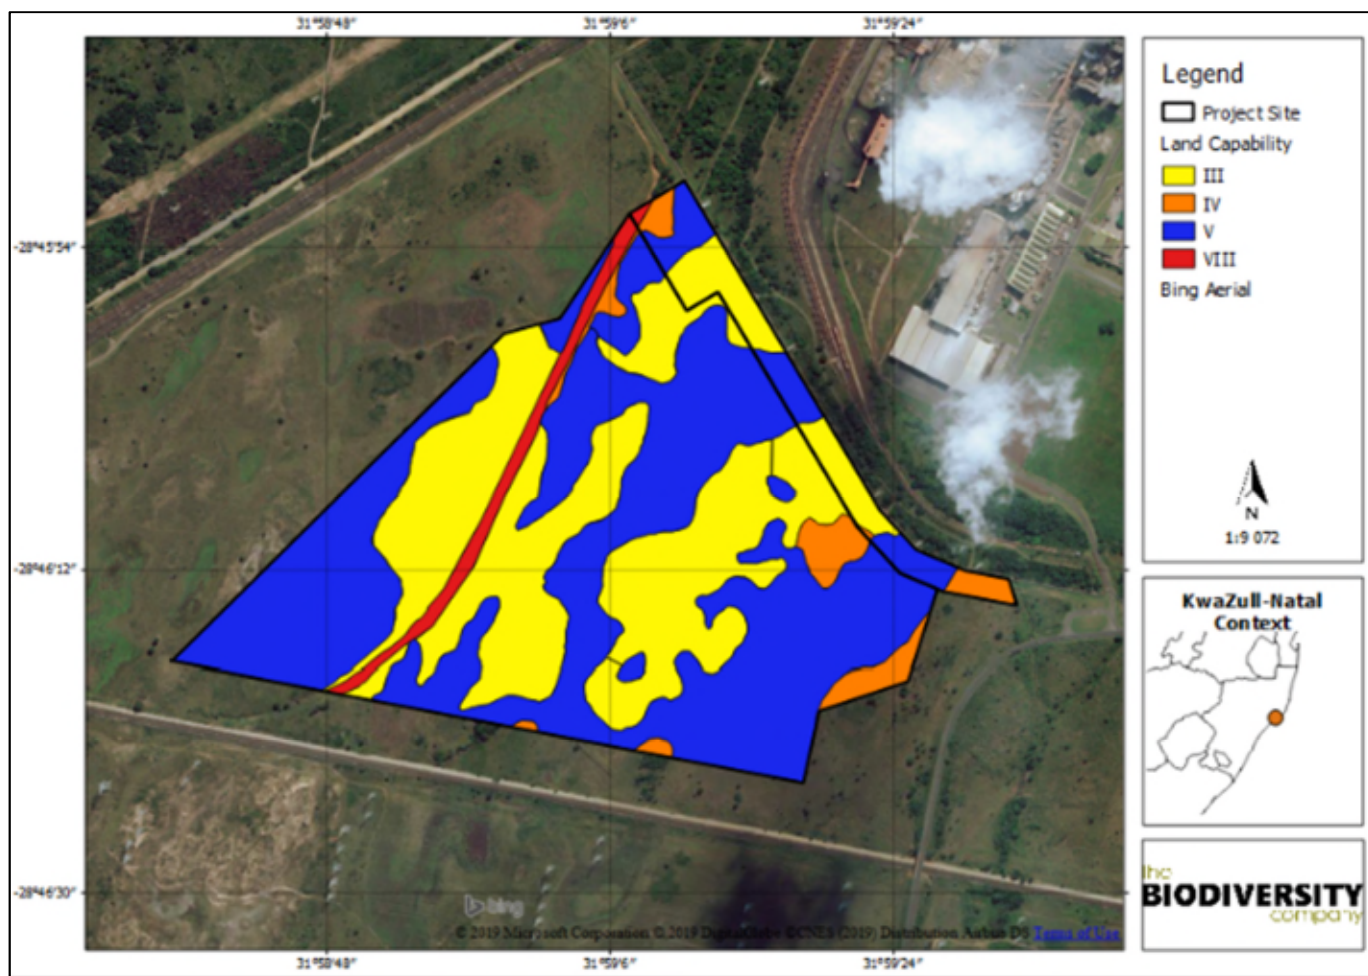 31°58'48" 31°59'6" 31°59'24"
-28°45'54"
-28°46'12"
-28°46'30"
bing
© 2019 Microsoft Corporation © 2019 DigitalGlobe ©CNES (2019) Distribution Airbus DS Terms of Use
31°58'48" 31°59'6" 31°59'24"
Legend
Project Site
Land Capability
III
IV
V
VIII
Bing Aerial
N
1:9 072
KwaZull-Natal
Context
the
BIODIVERSITY
company